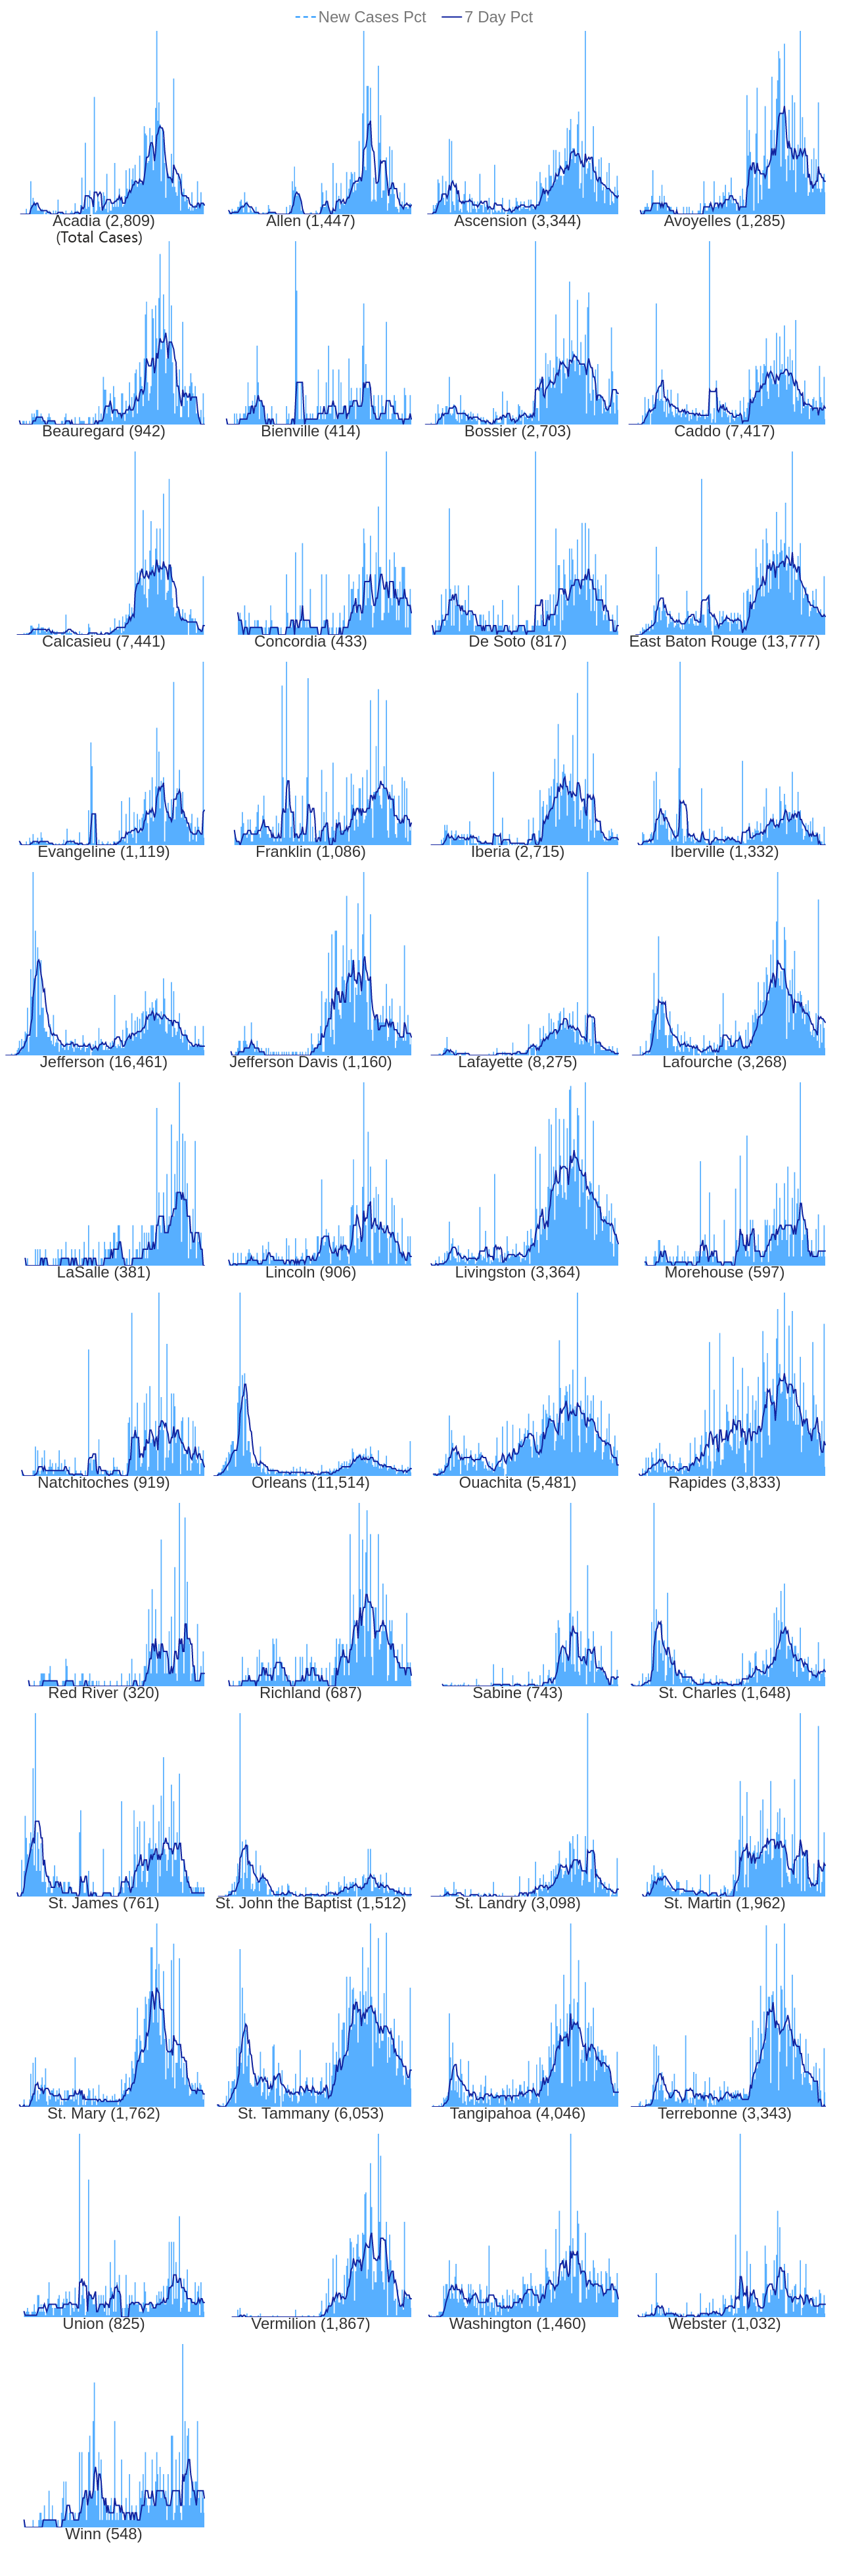 New Cases Pct 7 Day Pct
Acadia (2,809) Allen (1,447) Ascension (3,344) Avoyelles (1,285)
(Total Cases)
Beauregard (942) Bienville (414) Bossier (2,703) Caddo (7,417)
Calcasieu (7,441) Concordia (433) De Soto (817) East Baton Rouge (13,777)
Evangeline (1,119) Franklin (1,086) Iberia (2,715) Iberville (1,332)
Jefferson (16,461) Jefferson Davis (1,160) Lafayette (8,275) Lafourche (3,268)
LaSalle (381) Lincoln (906) Livingston (3,364) Morehouse (597)
Natchitoches (919) Orleans (11,514) Ouachita (5,481) Rapides (3,833)
Red River (320) Richland (687) Sabine (743) St. Charles (1,648)
St. James (761) St. John the Baptist (1,512) St. Landry (3,098) St. Martin (1,962)
St. Mary (1,762) St. Tammany (6,053) Tangipahoa (4,046) Terrebonne (3,343)
Union (825) Vermilion (1,867) Washington (1,460) Webster (1,032)
Winn (548)